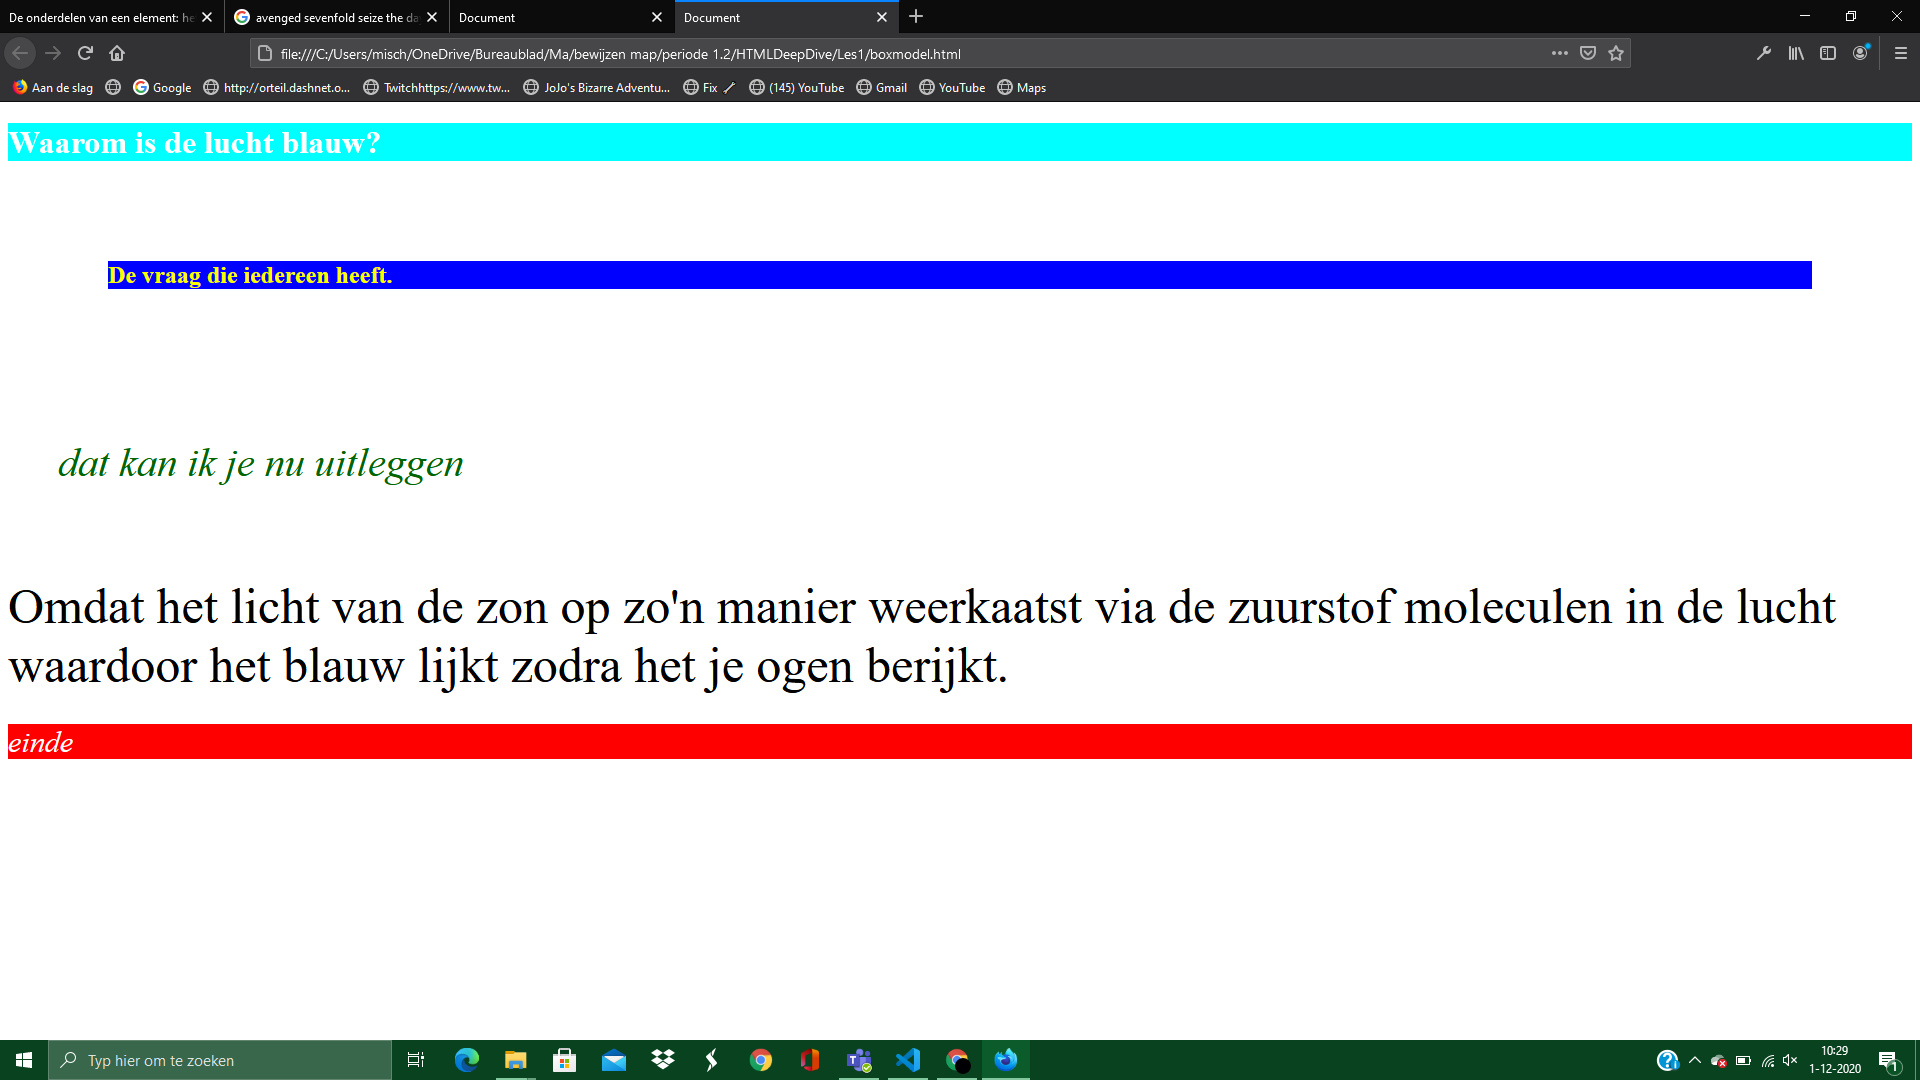 De onderdelen van een element: he
avenged sevenfold seize the da
Document
Document
file:///C:/Users/misch/OneDrive/Bureaublad/Ma/bewijzen map/periode 1.2/HTMLDeepDive/Les1/boxmodel.html
Aan de slag
Google
http://orteil.dashnet.o...
Twitchhttps://www.tw...
JoJo's Bizarre Adventu...
Fix
(145) YouTube
Gmail
YouTube
Maps
Waarom is de lucht blauw?
De vraag die iedereen heeft.
dat kan ik je nu uitleggen
Omdat het licht van de zon op zo'n manier weerkaatst via de zuurstof moleculen in de lucht
waardoor het blauw lijkt zodra het je ogen berijkt.
einde
Typ hier om te zoeken
10:29
1-12-2020
1